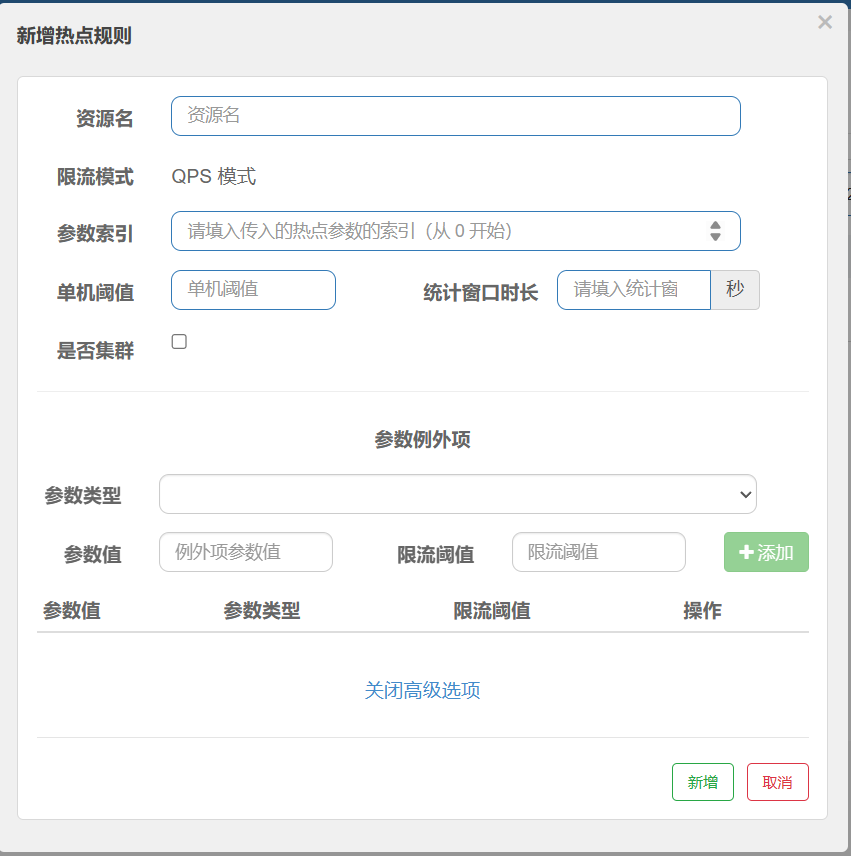 新增热点规则
×
资源名 资源名
限流模式 QPS 模式
参数索引 请填入传入的热点参数的索引（从 0 开始）
单机阈值 单机阈值 统计窗口时长 请填入统计窗 秒
是否集群
参数例外项
参数类型
参数值 例外项参数值 限流阈值 限流阈值 添加
参数值 参数类型 限流阈值 操作
关闭高级选项
新增 取消